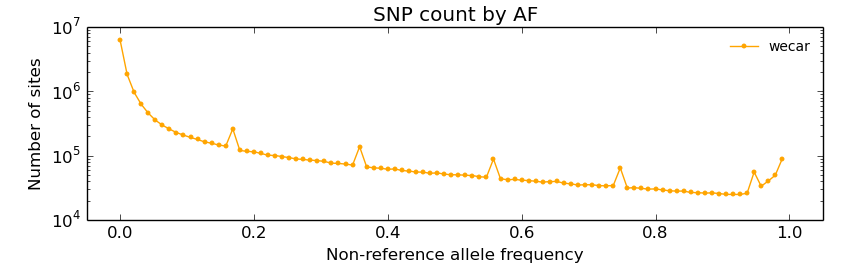 SNP count by AF
10^7
10^6
10^5
10^4
Number of sites
wecar
0.0 0.2 0.4 0.6 0.8 1.0
Non-reference allele frequency